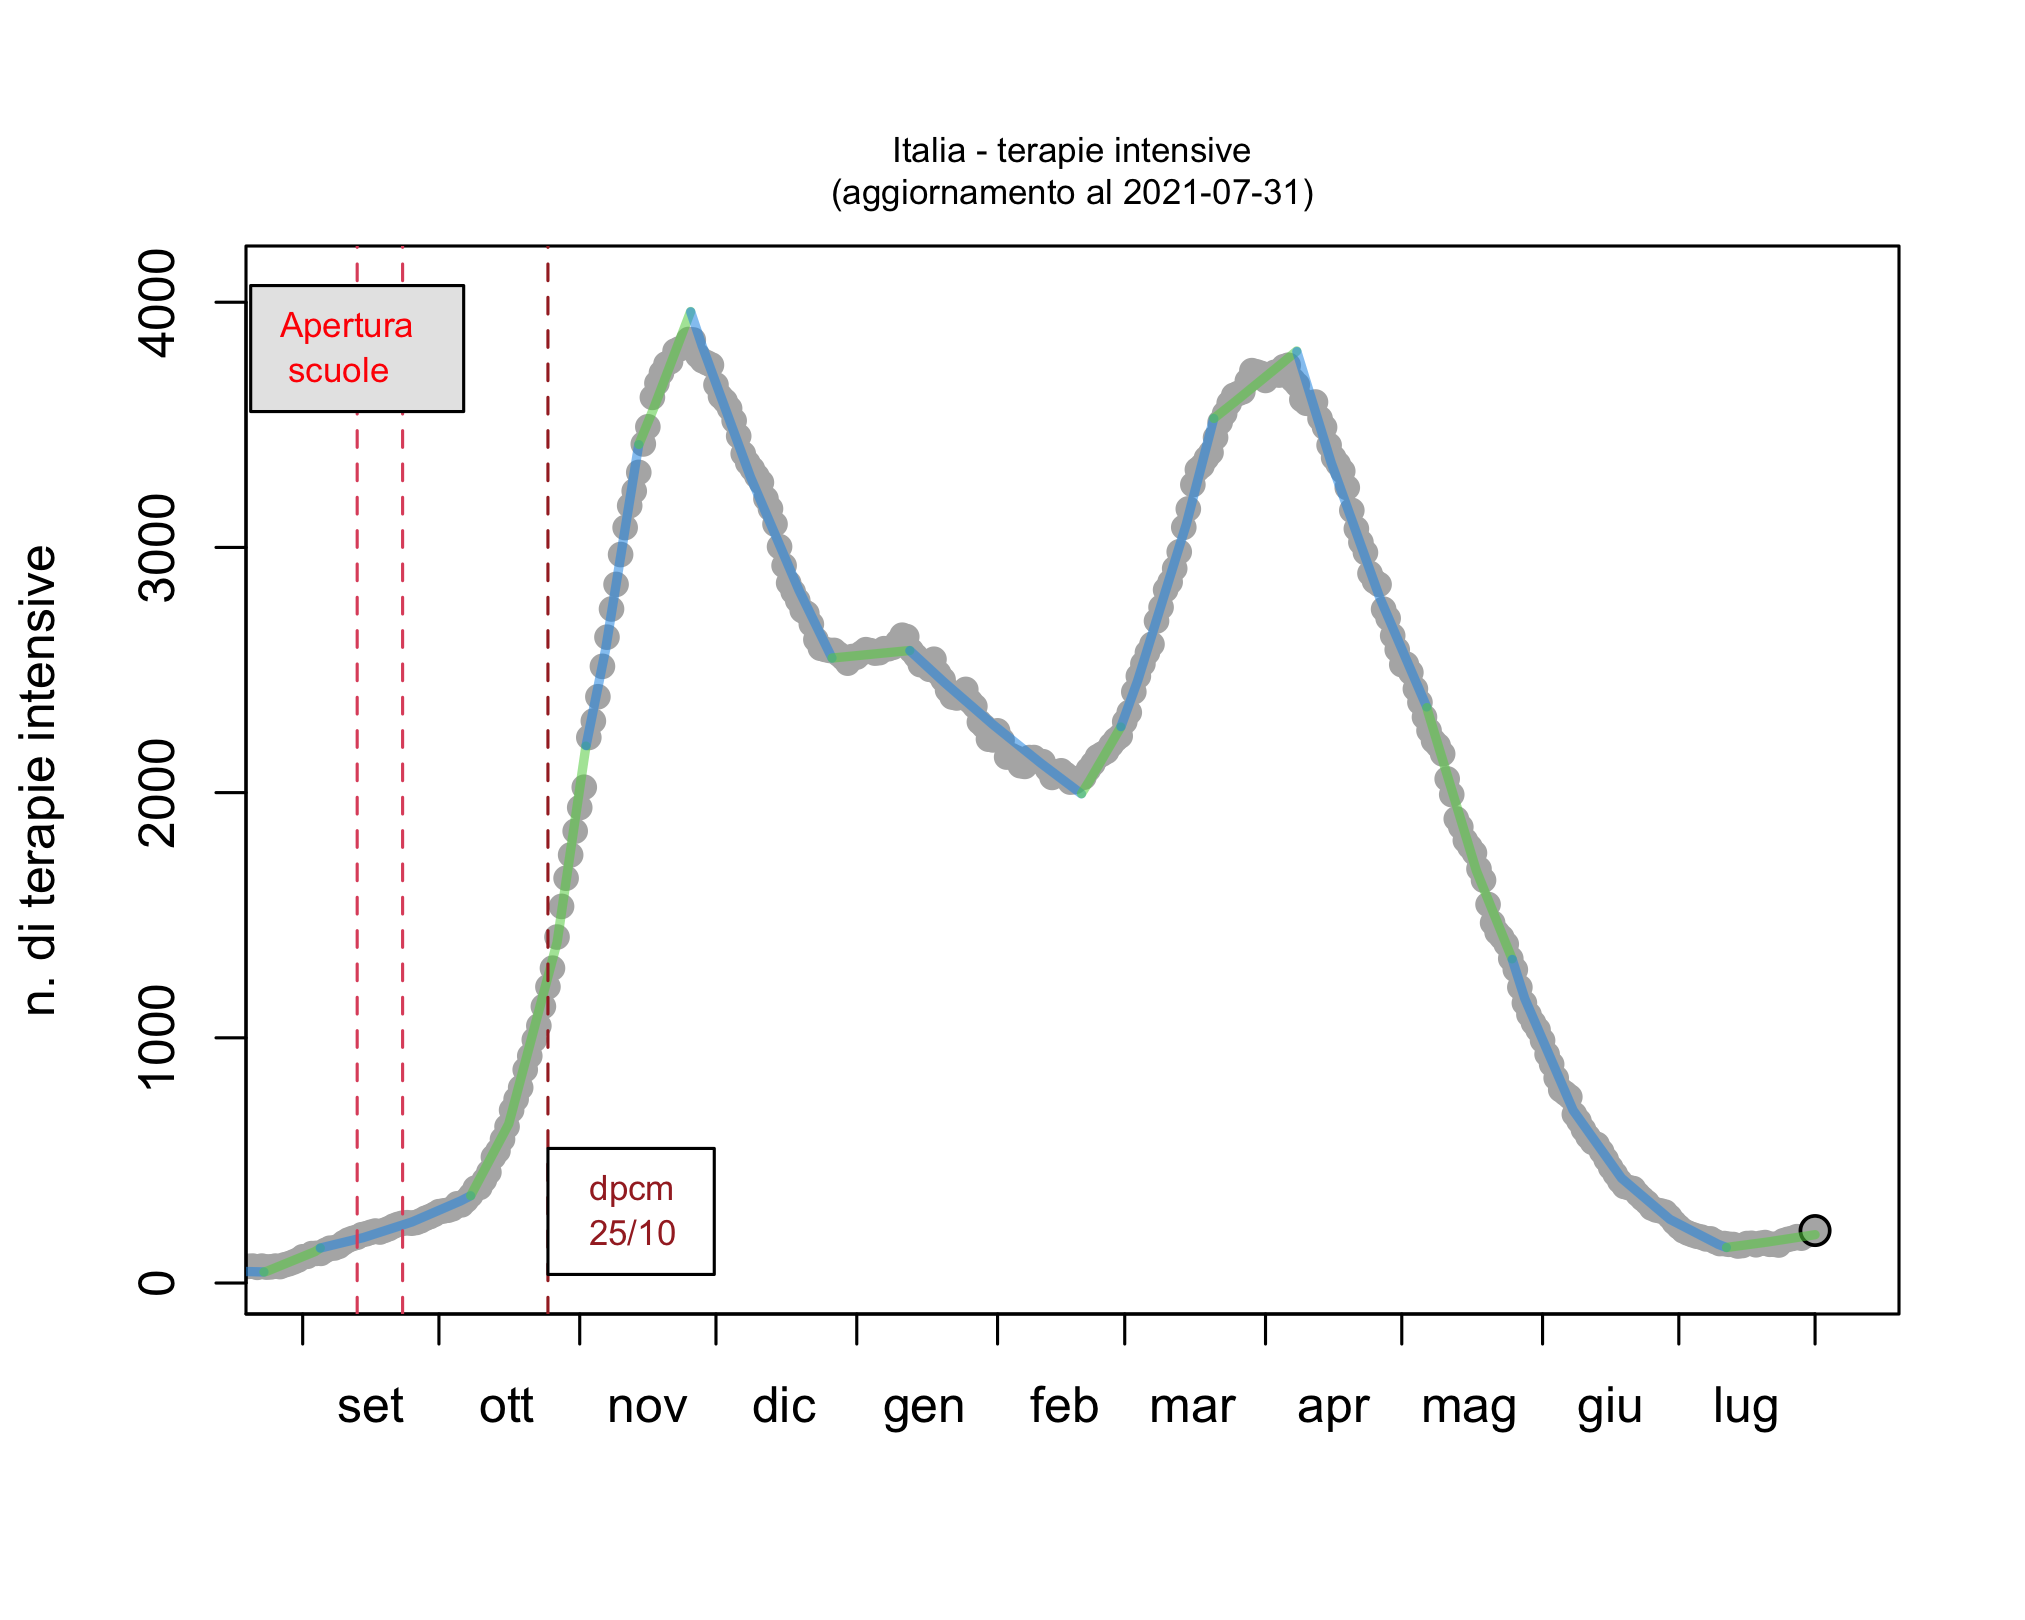 Italia - terapie intensive
(aggiornamento al 2021-07-31)
n. di terapie intensive
4000
3000
2000
1000
0
Apertura
scuole
dpcm
25/10
set ott nov dic gen feb mar apr mag giu lug